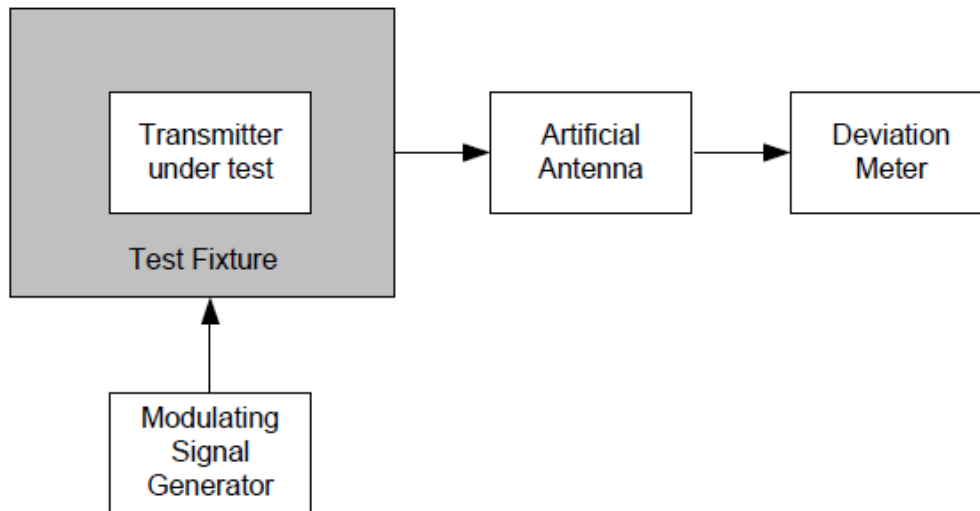 Transmitter
under test
Test Fixture
Artificial
Antenna
Deviation
Meter
Modulating
Signal
Generator